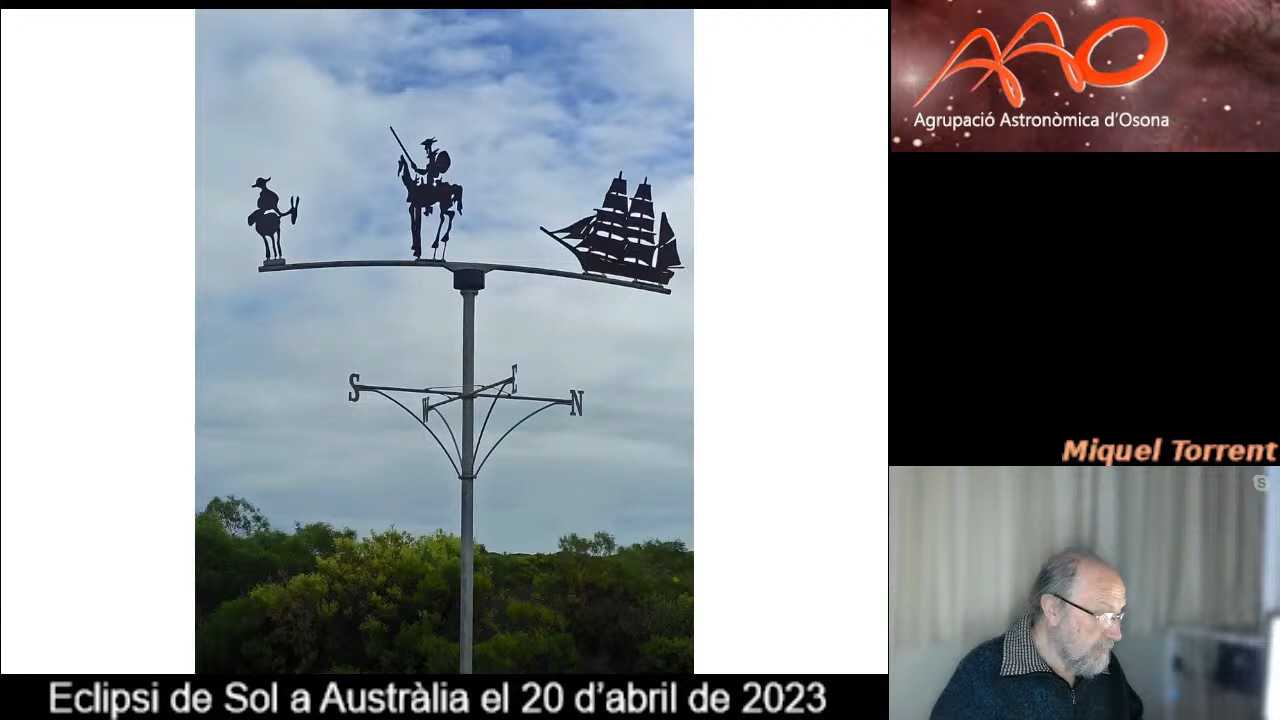 AAO
Agrupació Astronòmica d'Osona
S
E
W
N
Miquel Torrent
S
Eclipsi de Sol a Austràlia el 20 d'abril de 2023